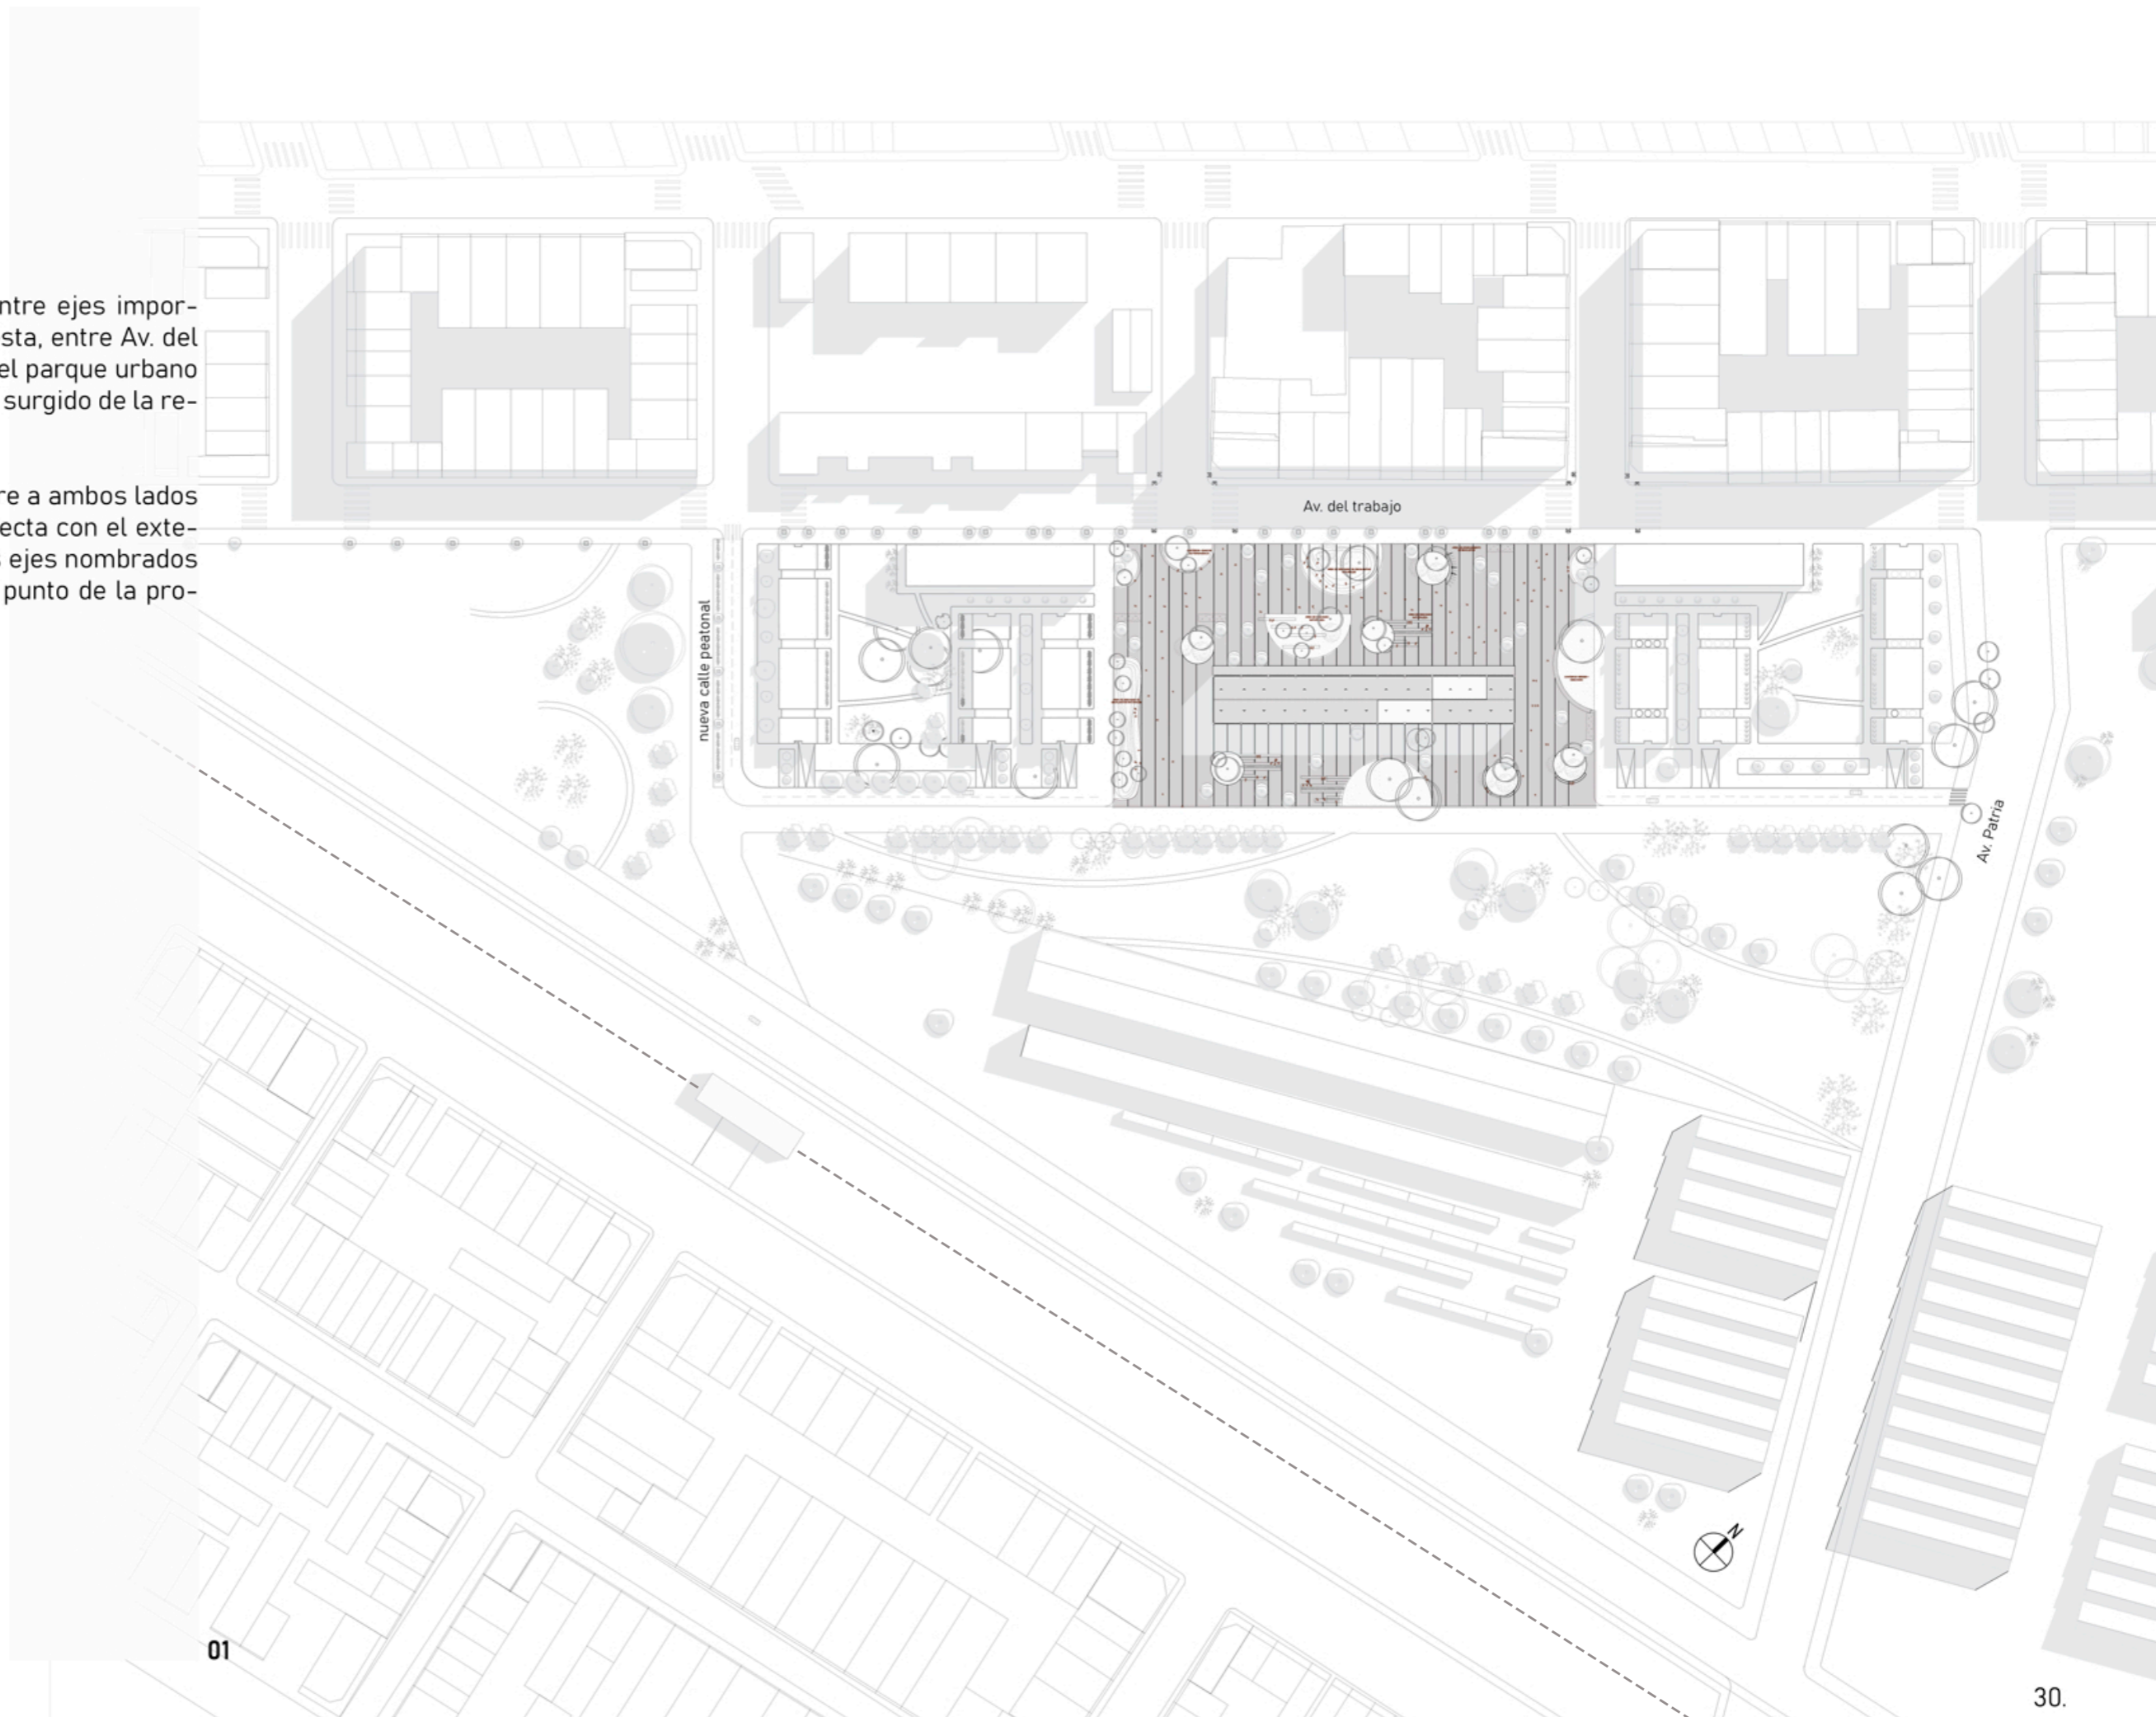 ntre ejes impor-
sta, entre Av. del
el parque urbano
surgido de la re-
re a ambos lados
ecta con el exte-
s ejes nombrados
punto de la pro-
Av. del trabajo
nueva calle peatonal
Av. Patria
N
01
30.